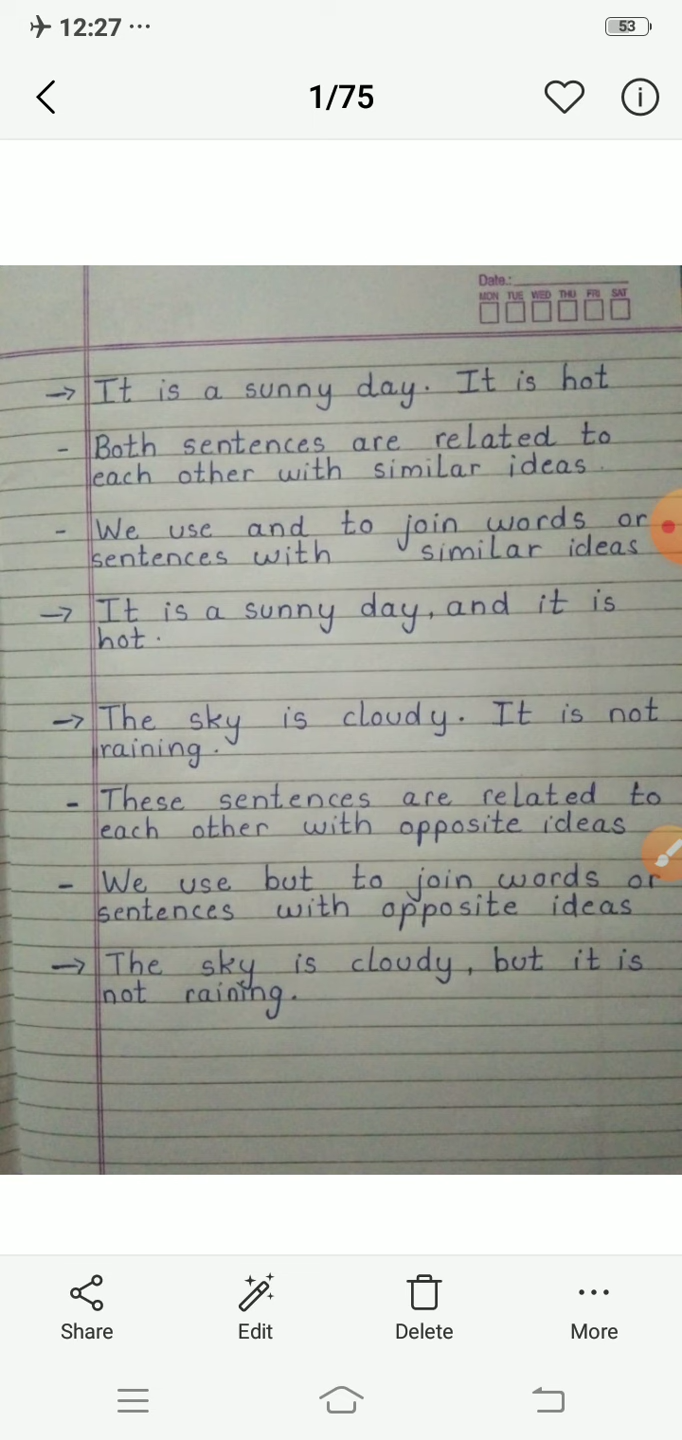 12:27 ...
53
1/75
Date:
MON TUE WED THU FRI SAT
→ It is a sunny day. It is hot
- Both sentences are related to
each other with similar ideas.
- We use and to join words or
sentences with similar ideas
→ It is a sunny day, and it is
hot.
→ The sky is cloudy. It is not
raining.
- These sentences are related to
each other with opposite ideas
- We use but to join words or
sentences with opposite ideas
→ The sky is cloudy, but it is
not raining.
Share Edit Delete More